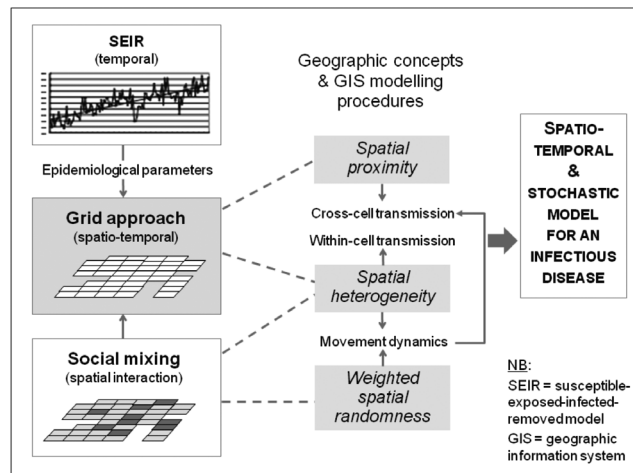 SEIR
(temporal)
Epidemiological parameters
Grid approach
(spatio-temporal)
Social mixing
(spatial interaction)
Geographic concepts
& GIS modelling
procedures
Spatial
proximity
Cross-cell transmission
Within-cell transmission
Spatial
heterogeneity
Movement dynamics
Weighted
spatial
randomness
SPATIO-
TEMPORAL
&
STOCHASTIC
MODEL
FOR AN
INFECTIOUS
DISEASE
NB:
SEIR = susceptible-
exposed-infected-
removed model
GIS = geographic
information system